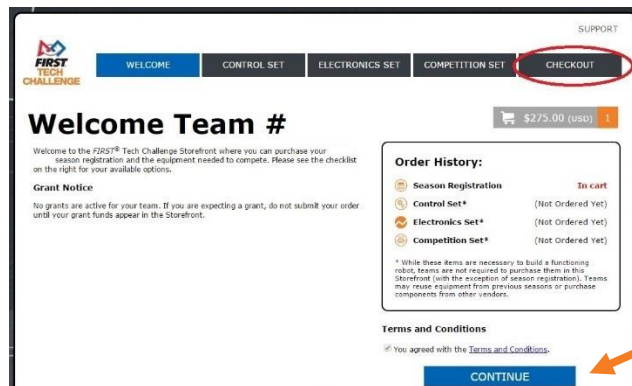 SUPPORT
FIRST
TECH
CHALLENGE
WELCOME
CONTROL SET
ELECTRONICS SET
COMPETITION SET
CHECKOUT
$275.00 (USD) 1
Welcome Team #
Welcome to the FIRST® Tech Challenge Storefront where you can purchase your
season registration and the equipment needed to compete. Please see the checklist
on the right for your available options.
Grant Notice
No grants are active for your team. If you are expecting a grant, do not submit your order
until your grant funds appear in the Storefront.
Order History:
Season Registration In cart
Control Set* (Not Ordered Yet)
Electronics Set* (Not Ordered Yet)
Competition Set* (Not Ordered Yet)
* While these items are necessary to build a functioning
robot, teams are not required to purchase them in this
Storefront (with the exception of season registration). Teams
may reuse equipment from previous seasons or purchase
components from other vendors.
Terms and Conditions
You agreed with the Terms and Conditions.
CONTINUE